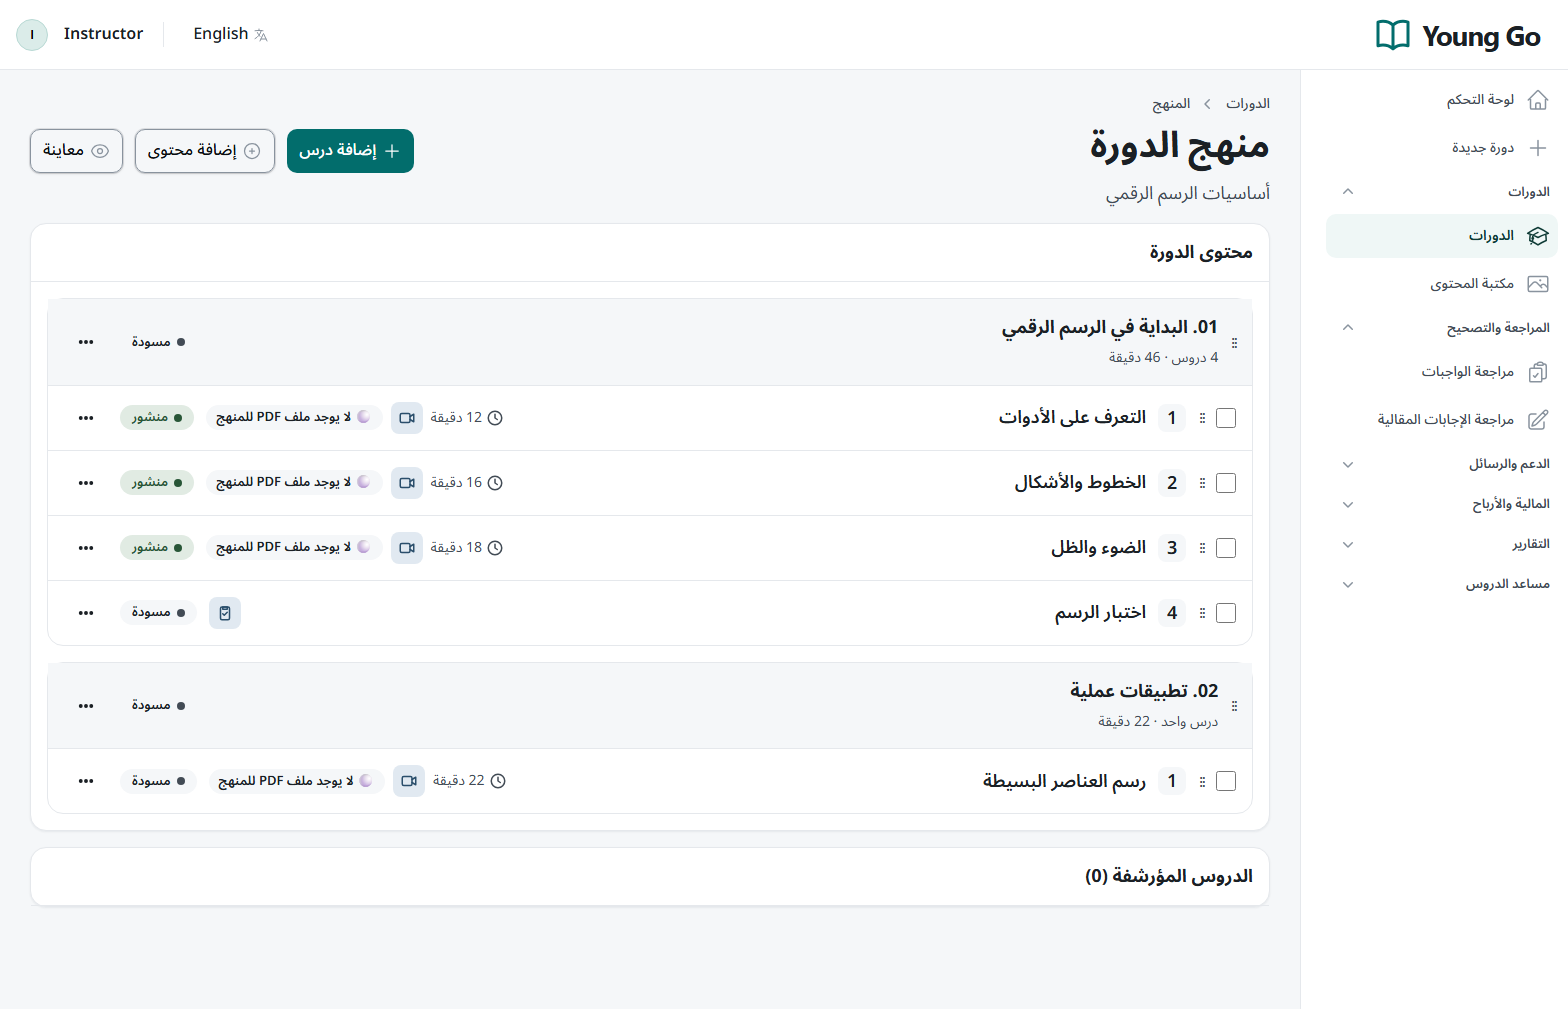 Young Go
English
Instructor
I
لوحة التحكم
دورة جديدة
الدورات
الدورات
مكتبة المحتوى
المراجعة والتصحيح
مراجعة الواجبات
مراجعة الإجابات المقالية
الدعم والرسائل
المالية والأرباح
التقارير
مساعد الدروس
الدورات المنهج
منهج الدورة
أساسيات الرسم الرقمي
إضافة درس
إضافة محتوى
معاينة
محتوى الدورة
01. البداية في الرسم الرقمي
4 دروس · 46 دقيقة
مسودة
1 التعرف على الأدوات 12 دقيقة لا يوجد ملف PDF للمنهج منشور
2 الخطوط والأشكال 16 دقيقة لا يوجد ملف PDF للمنهج منشور
3 الضوء والظل 18 دقيقة لا يوجد ملف PDF للمنهج منشور
4 اختبار الرسم مسودة
02. تطبيقات عملية
درس واحد · 22 دقيقة
مسودة
1 رسم العناصر البسيطة 22 دقيقة لا يوجد ملف PDF للمنهج مسودة
الدروس المؤرشفة (0)